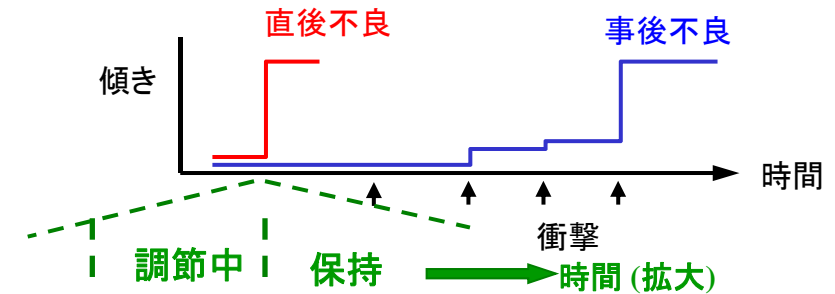 直後不良
事後不良
傾き
時間
衝撃
調節中
保持
時間 (拡大)